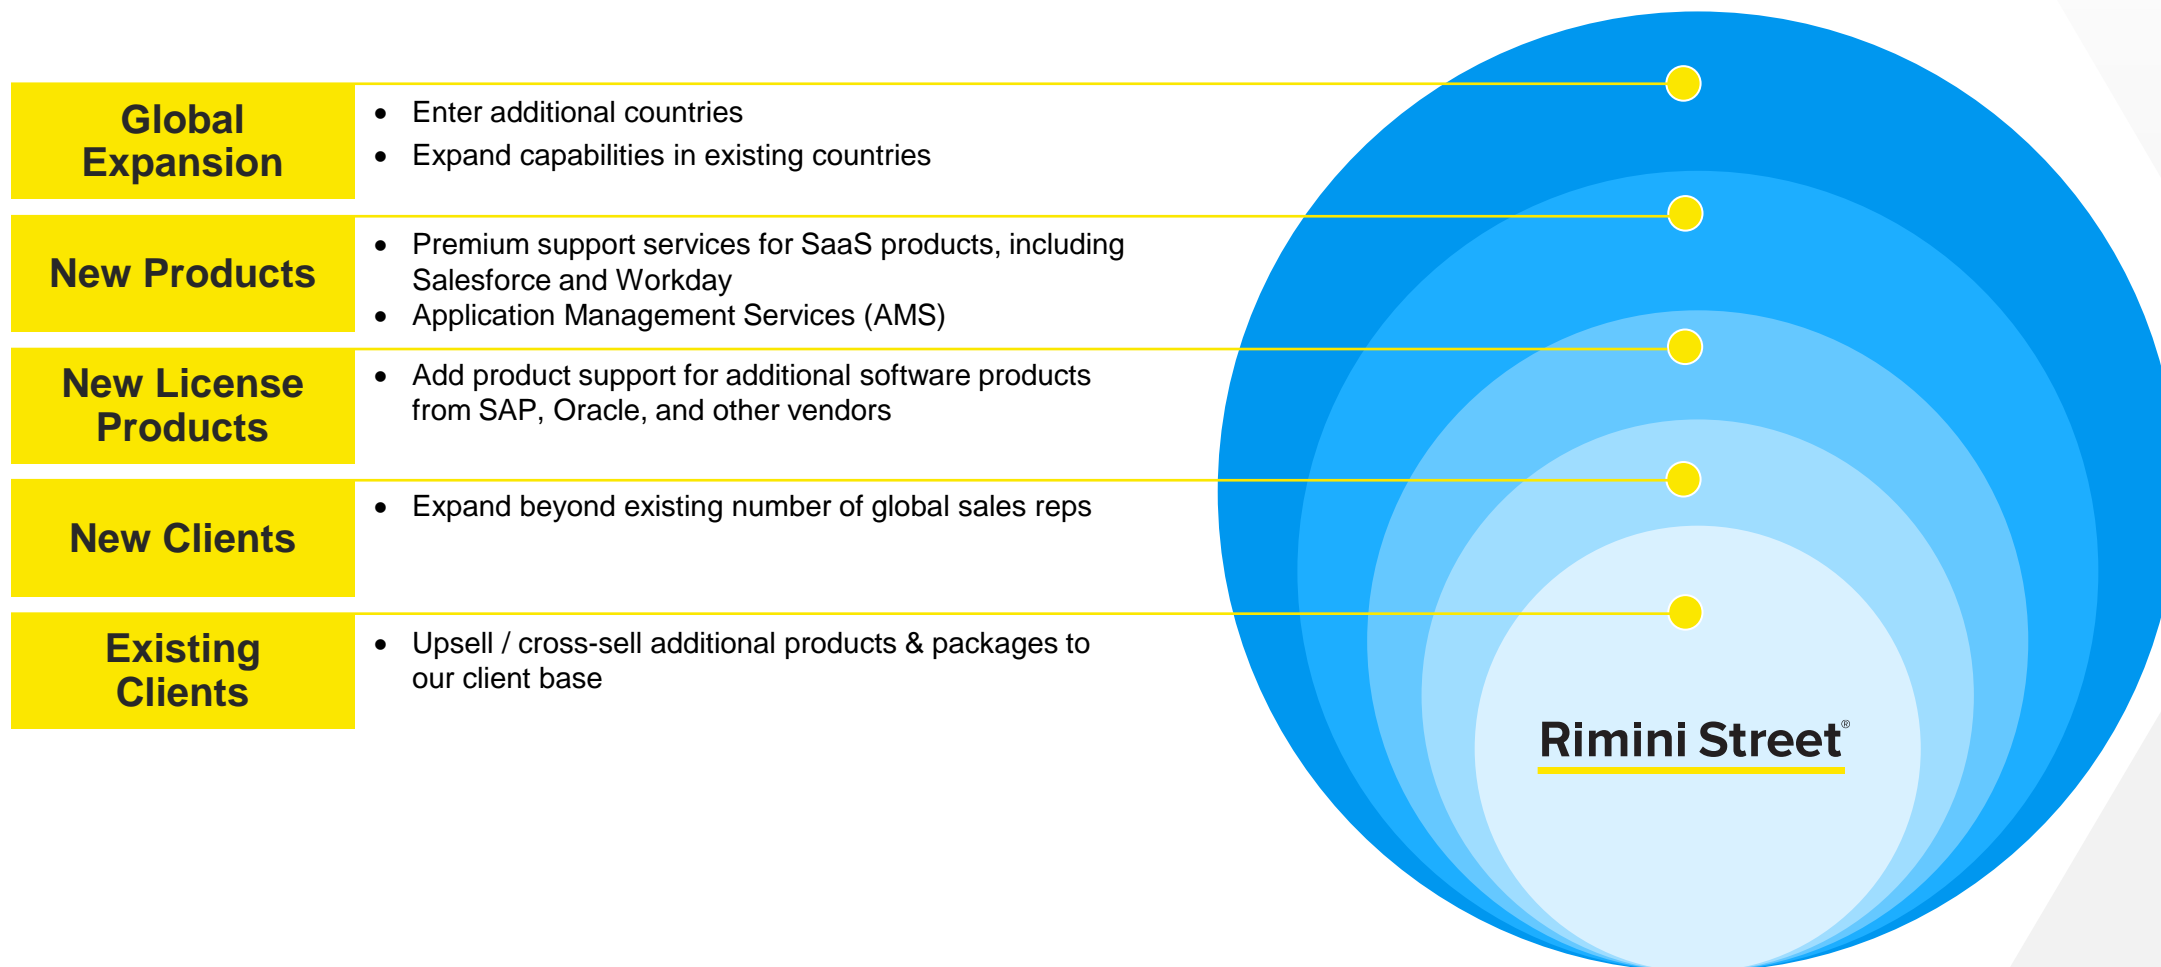 Global
Expansion
• Enter additional countries
• Expand capabilities in existing countries
New Products
• Premium support services for SaaS products, including
Salesforce and Workday
• Application Management Services (AMS)
New License
Products
• Add product support for additional software products
from SAP, Oracle, and other vendors
New Clients
• Expand beyond existing number of global sales reps
Existing
Clients
• Upsell / cross-sell additional products & packages to
our client base
Rimini Street®